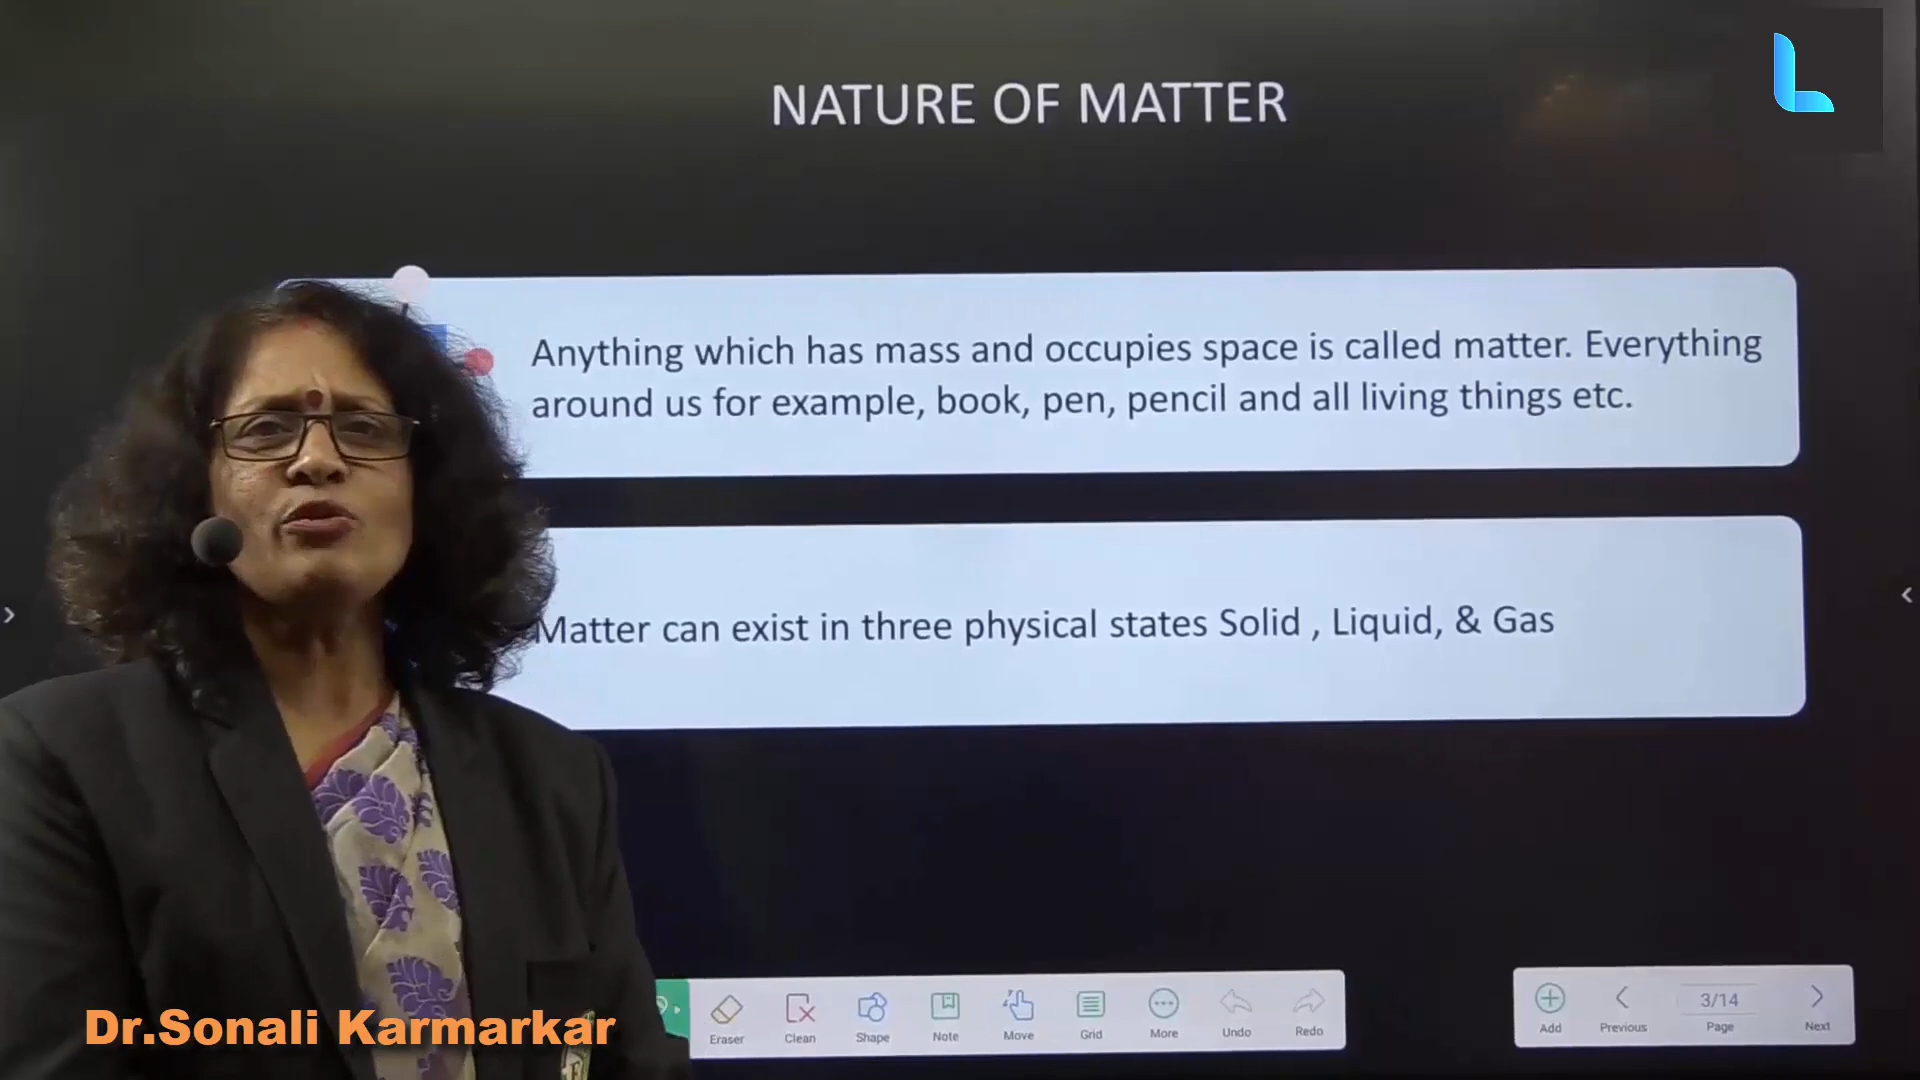 NATURE OF MATTER
Anything which has mass and occupies space is called matter. Everything
around us for example, book, pen, pencil and all living things etc.
Matter can exist in three physical states Solid , Liquid, & Gas
Dr.Sonali Karmarkar
Eraser
Clean
Shape
Note
Move
Grid
More
Undo
Redo
Add
Previous
3/14
Page
Next